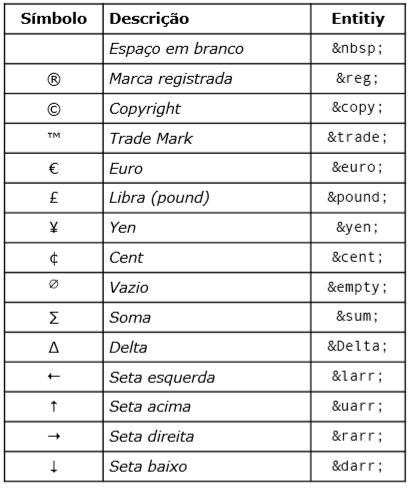 Símbolo Descrição Entitiy
Espaço em branco &nbsp;
® Marca registrada &reg;
© Copyright &copy;
™ Trade Mark &trade;
€ Euro &euro;
£ Libra (pound) &pound;
¥ Yen &yen;
¢ Cent &cent;
∅ Vazio &empty;
∑ Soma &sum;
Δ Delta &Delta;
← Seta esquerda &larr;
↑ Seta acima &uarr;
→ Seta direita &rarr;
↓ Seta baixo &darr;